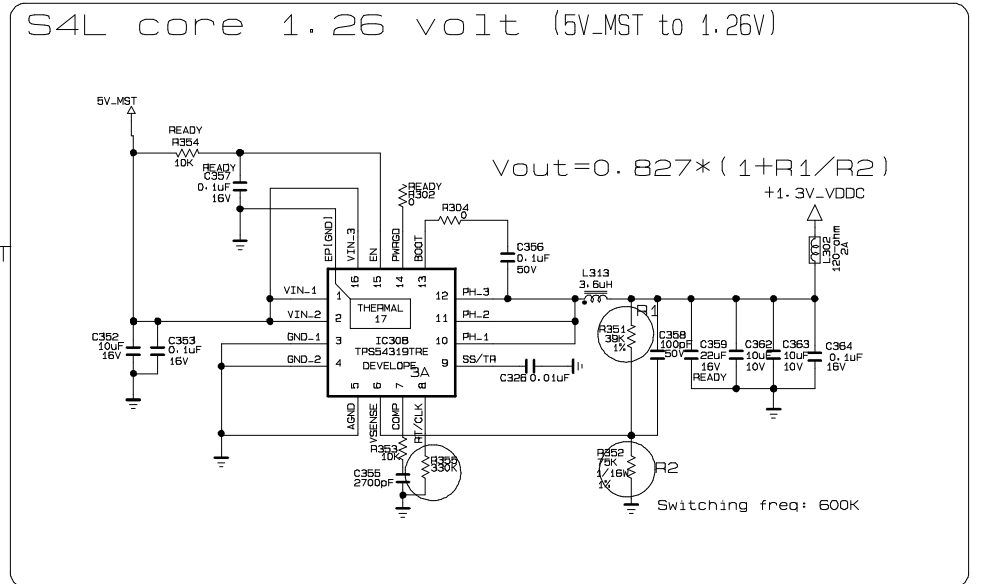 S4L core 1.26 volt (5V_MST to 1.26V)
5V_MST
READY
R354
10K
READY
C357
0.1uF
16V
READY
R302
0
R304
0
Vout=0.827*(1+R1/R2)
+1.3V_VDDC
L302
120-ohm
2A
C356
0.1uF
50V
EP[GND]
VIN_3
EN
PWRGD
BOOT
16
15
14
13
VIN_1
1
VIN_2
2
GND_1
3
GND_2
4
THERMAL
17
IC308
TPS54319TRE
DEVELOPE
3A
12
PH_3
11
PH_2
10
PH_1
9
SS/TR
5
6
7
8
AGND
VSENSE
COMP
RT/CLK
C352
10uF
16V
C353
0.1uF
16V
L313
3.6uH
R1
R351
39K
1%
C358
100pF
50V
C359
22uF
16V
READY
C362
10uF
10V
C363
10uF
10V
C364
0.1uF
16V
C326
0.01uF
R353
10K
C355
2700pF
R355
330K
R352
75K
1/16W
1%
R2
Switching freq: 600K
T